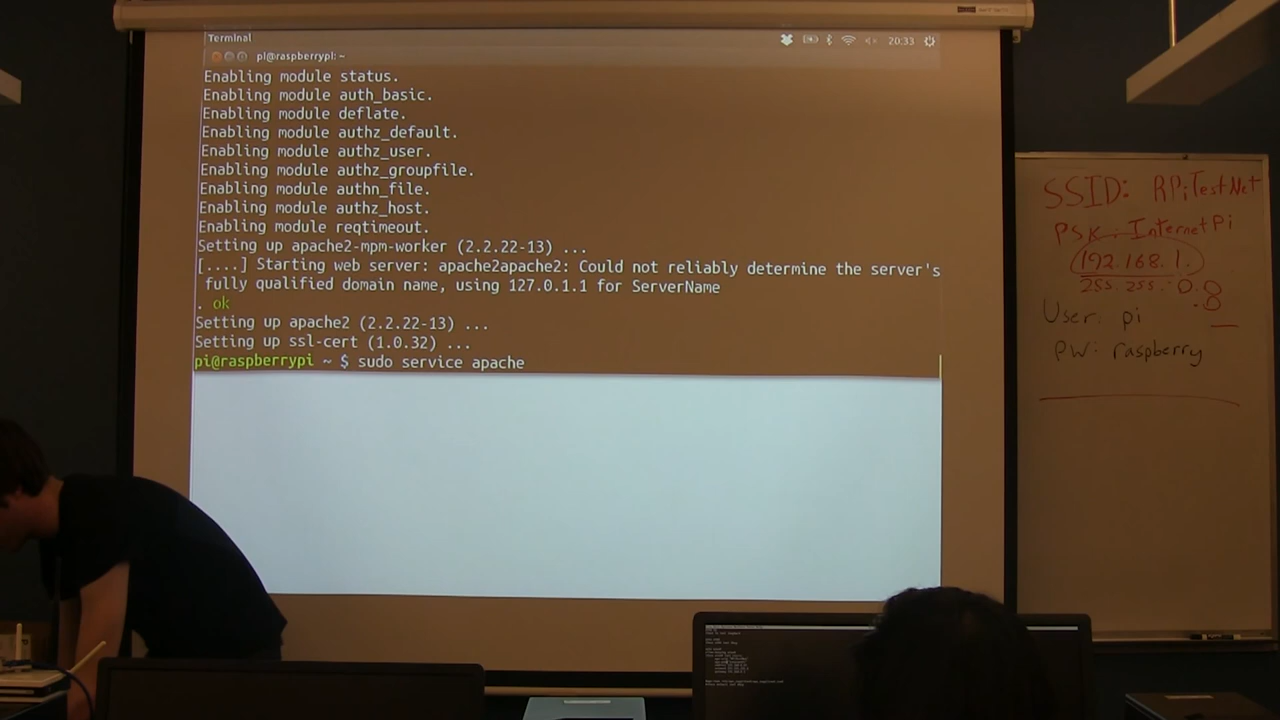 Terminal
20:33
pi@raspberrypi: ~
Enabling module status.
Enabling module auth_basic.
Enabling module deflate.
Enabling module authz_default.
Enabling module authz_user.
Enabling module authz_groupfile.
Enabling module authn_file.
Enabling module authz_host.
Enabling module reqtimeout.
Setting up apache2-mpm-worker (2.2.22-13) ...
[....] Starting web server: apache2apache2: Could not reliably determine the server's
fully qualified domain name, using 127.0.1.1 for ServerName
. ok
Setting up apache2 (2.2.22-13) ...
Setting up ssl-cert (1.0.32) ...
pi@raspberrypi ~ $ sudo service apache
SSID: RPiTestNet
PSK: InternetPi
192.168.1.
255.255.0.0
.8
User: pi
PW: raspberry